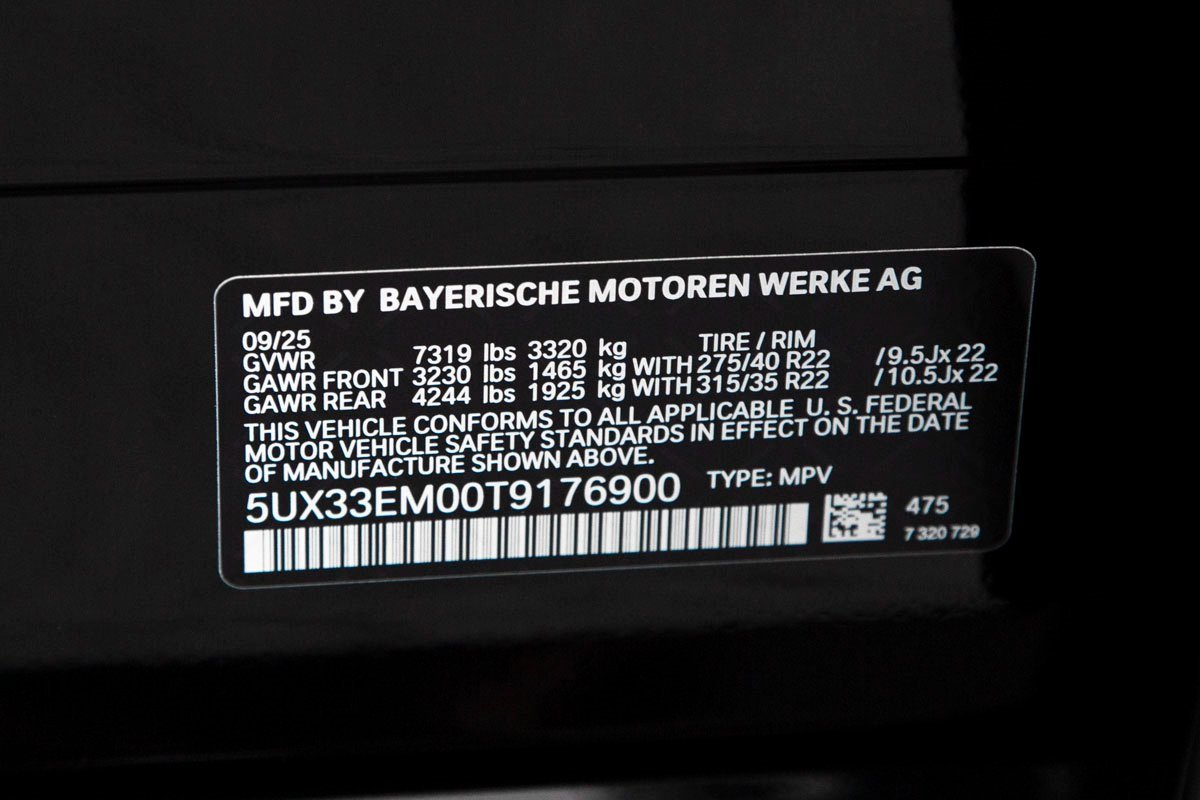 MFD BY BAYERISCHE MOTOREN WERKE AG
09/25 TIRE / RIM
GVWR 7319 lbs 3320 kg
GAWR FRONT 3230 lbs 1465 kg WITH 275/40 R22 /9.5Jx 22
GAWR REAR 4244 lbs 1925 kg WITH 315/35 R22 /10.5Jx 22
THIS VEHICLE CONFORMS TO ALL APPLICABLE U. S. FEDERAL
MOTOR VEHICLE SAFETY STANDARDS IN EFFECT ON THE DATE
OF MANUFACTURE SHOWN ABOVE.
5UX33EM00T9176900 TYPE: MPV
475
7 320 729